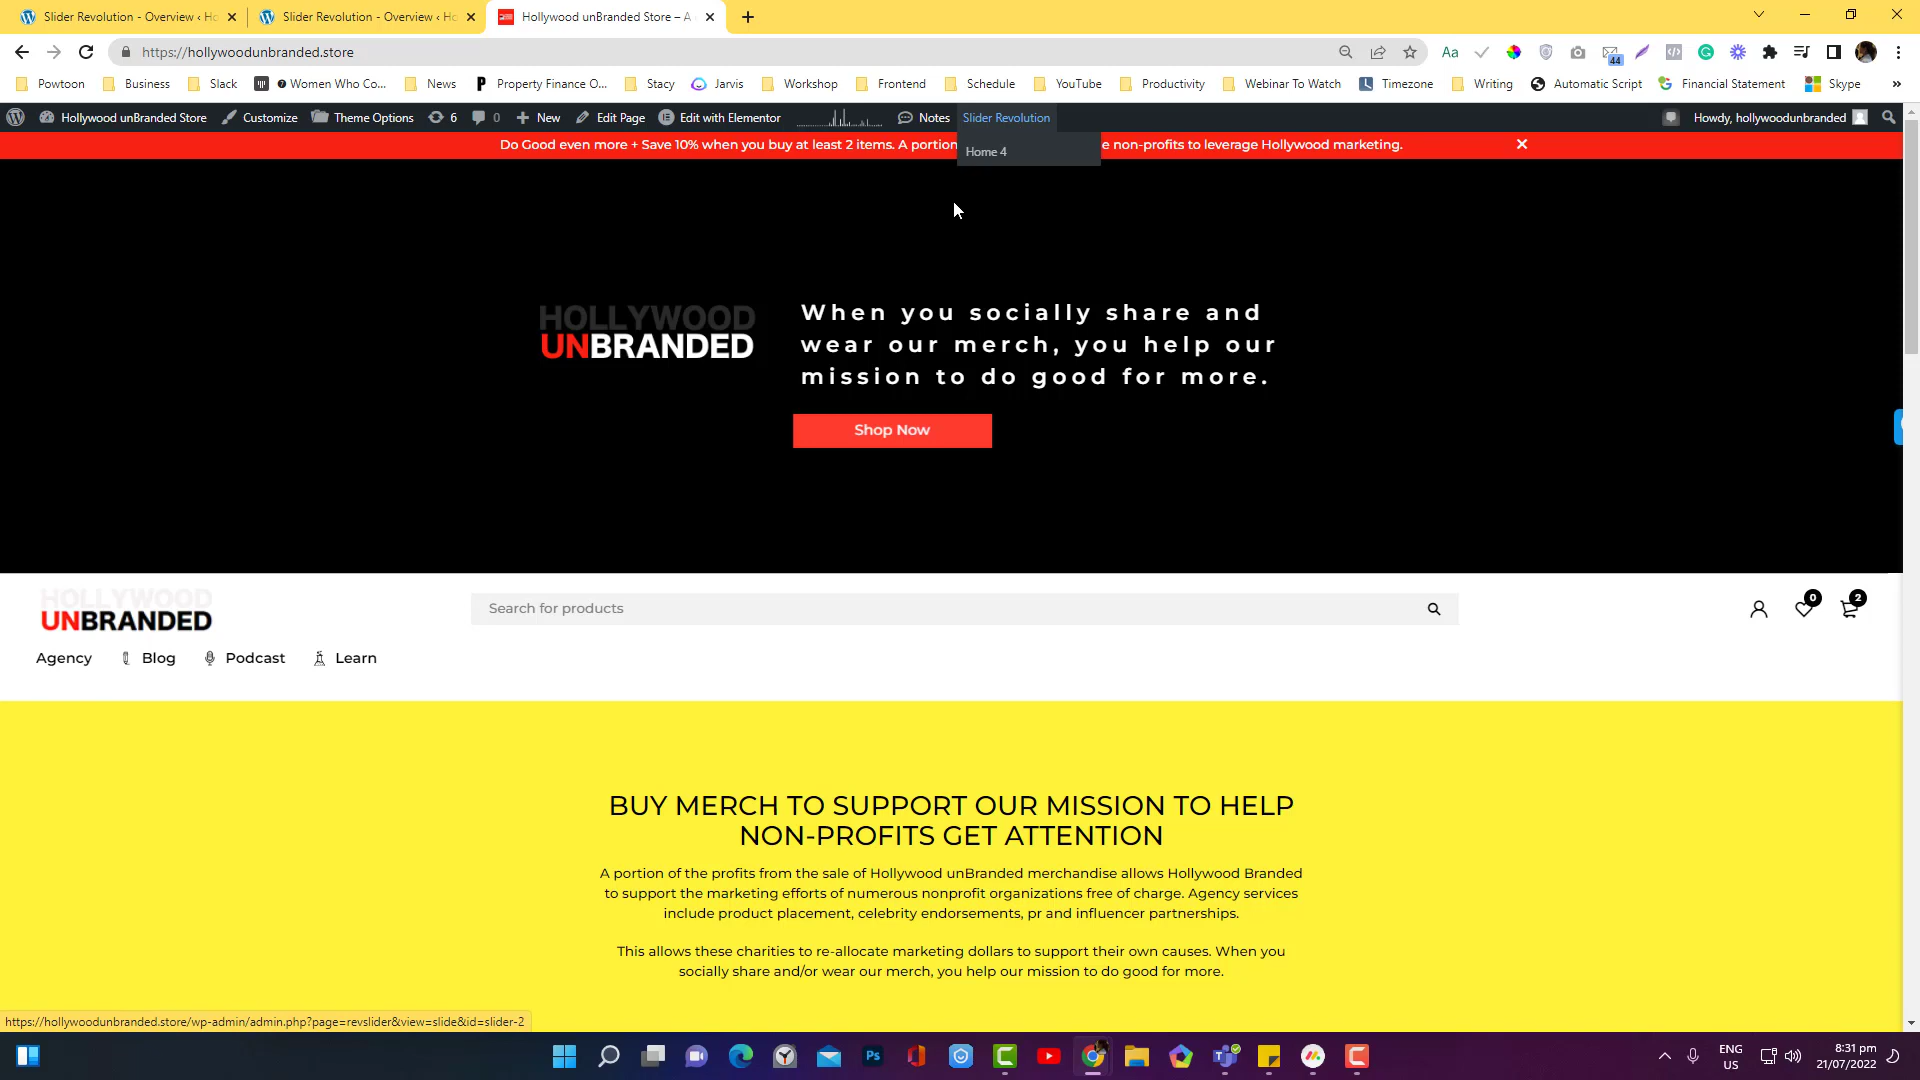 Slider Revolution - Overview ‹ Ho
Slider Revolution - Overview ‹ Ho
Hollywood unBranded Store – A
https://hollywoodunbranded.store
Aa
44
Powtoon
Business
Slack
Women Who Co...
News
Property Finance O...
Stacy
Jarvis
Workshop
Frontend
Schedule
YouTube
Productivity
Webinar To Watch
Timezone
Writing
Automatic Script
Financial Statement
Skype
»
Hollywood unBranded Store
Customize
Theme Options
6
0
New
Edit Page
Edit with Elementor
Notes
Slider Revolution
Howdy, hollywoodunbranded
Do Good even more + Save 10% when you buy at least 2 items. A portion
Home 4
e non-profits to leverage Hollywood marketing.
HOLLYWOOD
UNBRANDED
When you socially share and
wear our merch, you help our
mission to do good for more.
Shop Now
HOLLYWOOD
UNBRANDED
Search for products
0
2
Agency
Blog
Podcast
Learn
BUY MERCH TO SUPPORT OUR MISSION TO HELP
NON-PROFITS GET ATTENTION
A portion of the profits from the sale of Hollywood unBranded merchandise allows Hollywood Branded
to support the marketing efforts of numerous nonprofit organizations free of charge. Agency services
include product placement, celebrity endorsements, pr and influencer partnerships.
This allows these charities to re-allocate marketing dollars to support their own causes. When you
socially share and/or wear our merch, you help our mission to do good for more.
https://hollywoodunbranded.store/wp-admin/admin.php?page=revslider&view=slide&id=slider-2
Ps
ENG
US
8:31 pm
21/07/2022